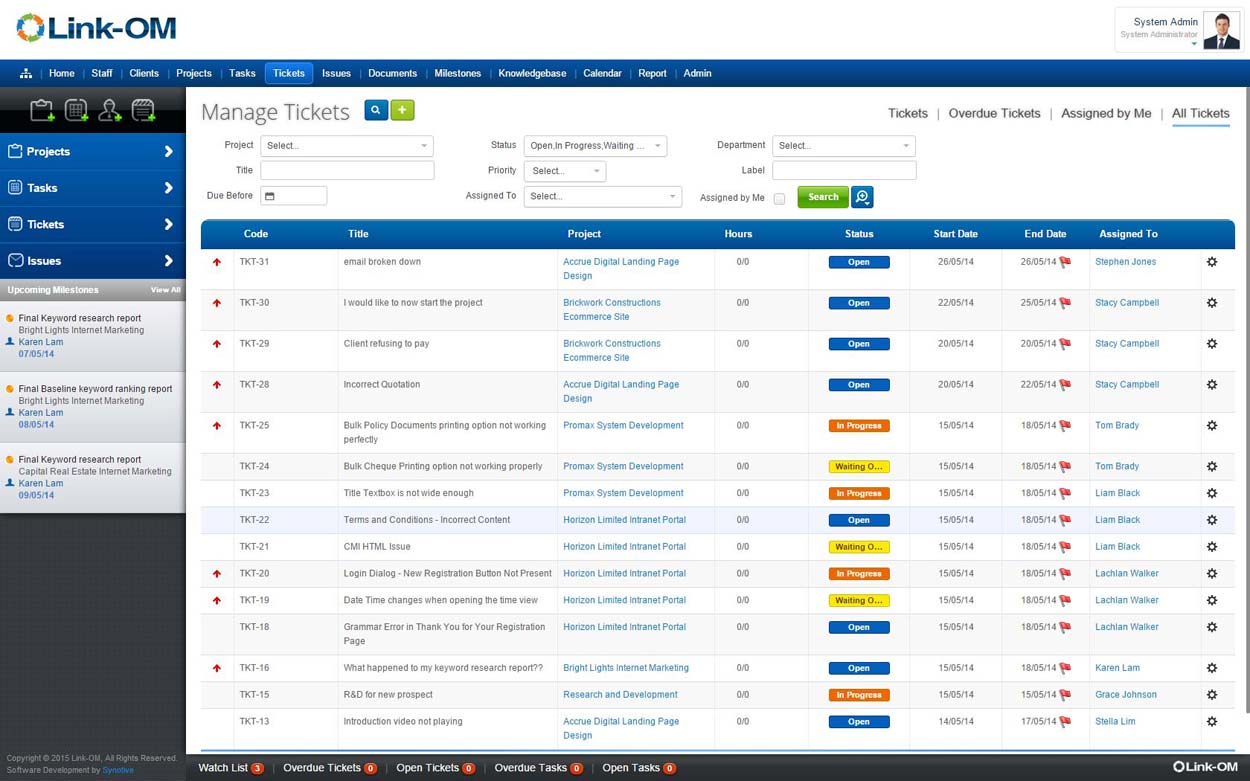 Link-OM
System Admin
System Administrator
Home | Staff | Clients | Projects | Tasks | Tickets | Issues | Documents | Milestones | Knowledgebase | Calendar | Report | Admin
Projects
Tasks
Tickets
Issues
Upcoming Milestones View All
Final Keyword research report
Bright Lights Internet Marketing
Karen Lam
07/05/14
Final Baseline keyword ranking report
Bright Lights Internet Marketing
Karen Lam
08/05/14
Final Keyword research report
Capital Real Estate Internet Marketing
Karen Lam
09/05/14
Copyright © 2015 Link-OM, All Rights Reserved.
Software Development by Synotive
Manage Tickets
Tickets | Overdue Tickets | Assigned by Me | All Tickets
Project Select... Status Open,In Progress,Waiting ... Department Select...
Title Priority Select... Label
Due Before Assigned To Select... Assigned by Me Search
Code Title Project Hours Status Start Date End Date Assigned To
TKT-31 email broken down Accrue Digital Landing Page 0/0 Open 26/05/14 26/05/14 Stephen Jones
Design
TKT-30 I would like to now start the project Brickwork Constructions 0/0 Open 22/05/14 25/05/14 Stacy Campbell
Ecommerce Site
TKT-29 Client refusing to pay Brickwork Constructions 0/0 Open 20/05/14 20/05/14 Stacy Campbell
Ecommerce Site
TKT-28 Incorrect Quotation Accrue Digital Landing Page 0/0 Open 20/05/14 22/05/14 Stacy Campbell
Design
TKT-25 Bulk Policy Documents printing option not working Promax System Development 0/0 In Progress 15/05/14 18/05/14 Tom Brady
perfectly
TKT-24 Bulk Cheque Printing option not working properly Promax System Development 0/0 Waiting O... 15/05/14 18/05/14 Tom Brady
TKT-23 Title Textbox is not wide enough Promax System Development 0/0 In Progress 15/05/14 18/05/14 Liam Black
TKT-22 Terms and Conditions - Incorrect Content Horizon Limited Intranet Portal 0/0 Open 15/05/14 18/05/14 Liam Black
TKT-21 CMI HTML Issue Horizon Limited Intranet Portal 0/0 Waiting O... 15/05/14 18/05/14 Liam Black
TKT-20 Login Dialog - New Registration Button Not Present Horizon Limited Intranet Portal 0/0 In Progress 15/05/14 18/05/14 Lachlan Walker
TKT-19 Date Time changes when opening the time view Horizon Limited Intranet Portal 0/0 Waiting O... 15/05/14 18/05/14 Lachlan Walker
TKT-18 Grammar Error in Thank You for Your Registration Horizon Limited Intranet Portal 0/0 Open 15/05/14 18/05/14 Lachlan Walker
Page
TKT-16 What happened to my keyword research report?? Bright Lights Internet Marketing 0/0 Open 15/05/14 18/05/14 Karen Lam
TKT-15 R&D for new prospect Research and Development 0/0 In Progress 15/05/14 15/05/14 Grace Johnson
TKT-13 Introduction video not playing Accrue Digital Landing Page 0/0 Open 14/05/14 17/05/14 Stella Lim
Design
Watch List 3 | Overdue Tickets 0 | Open Tickets 0 | Overdue Tasks 0 | Open Tasks 0 Link-OM